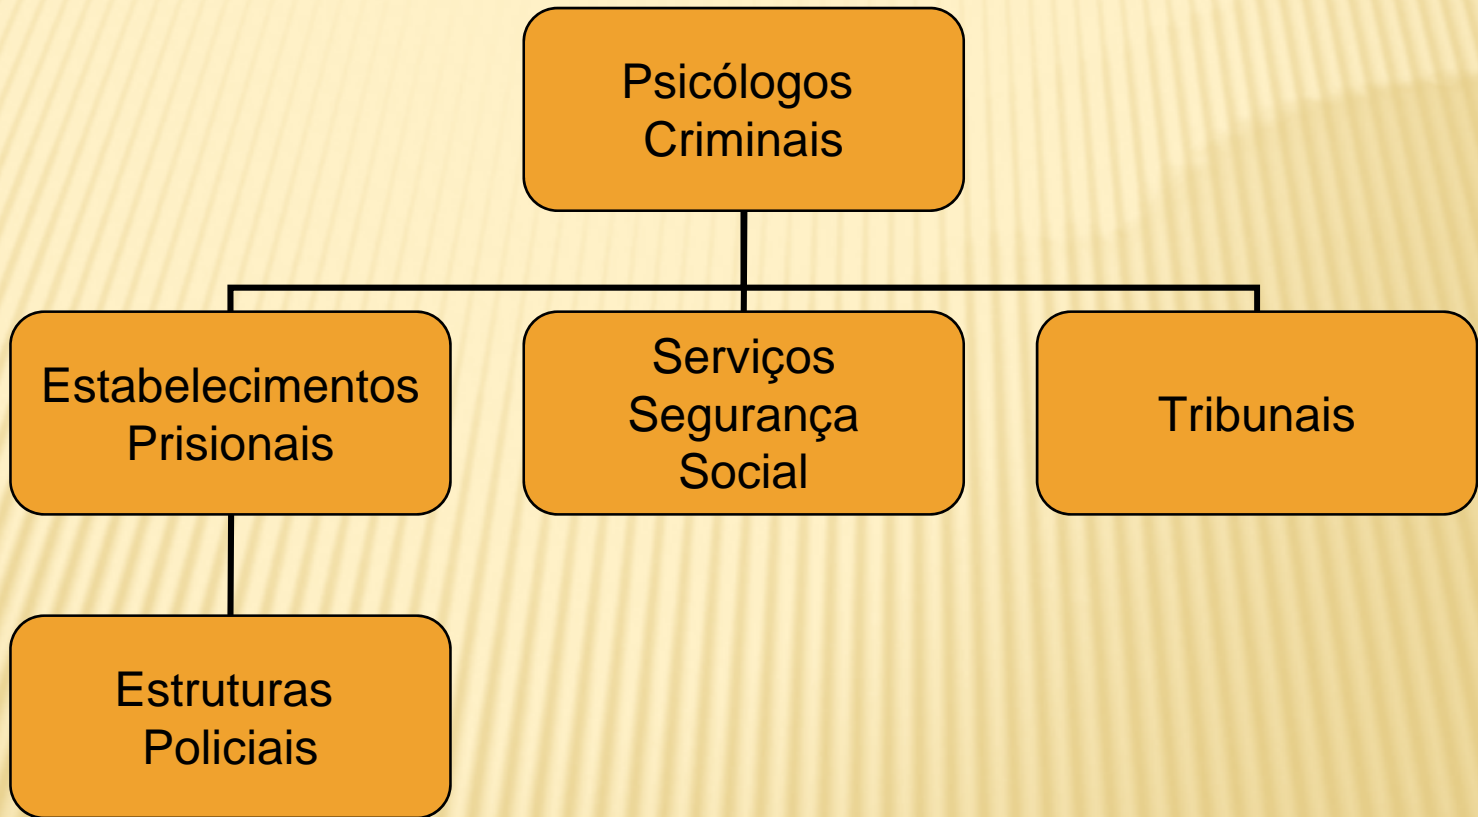 Psicólogos
Criminais
Estabelecimentos
Prisionais
Serviços
Segurança
Social
Tribunais
Estruturas
Policiais